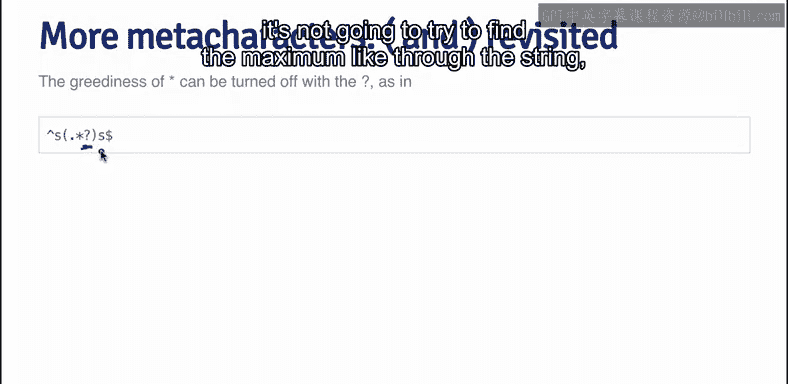 More metacharacters: ( and ) revisited
it's not going to try to find
the maximum like through the string,
The greediness of * can be turned off with the ?, as in
^s(.*?)s$